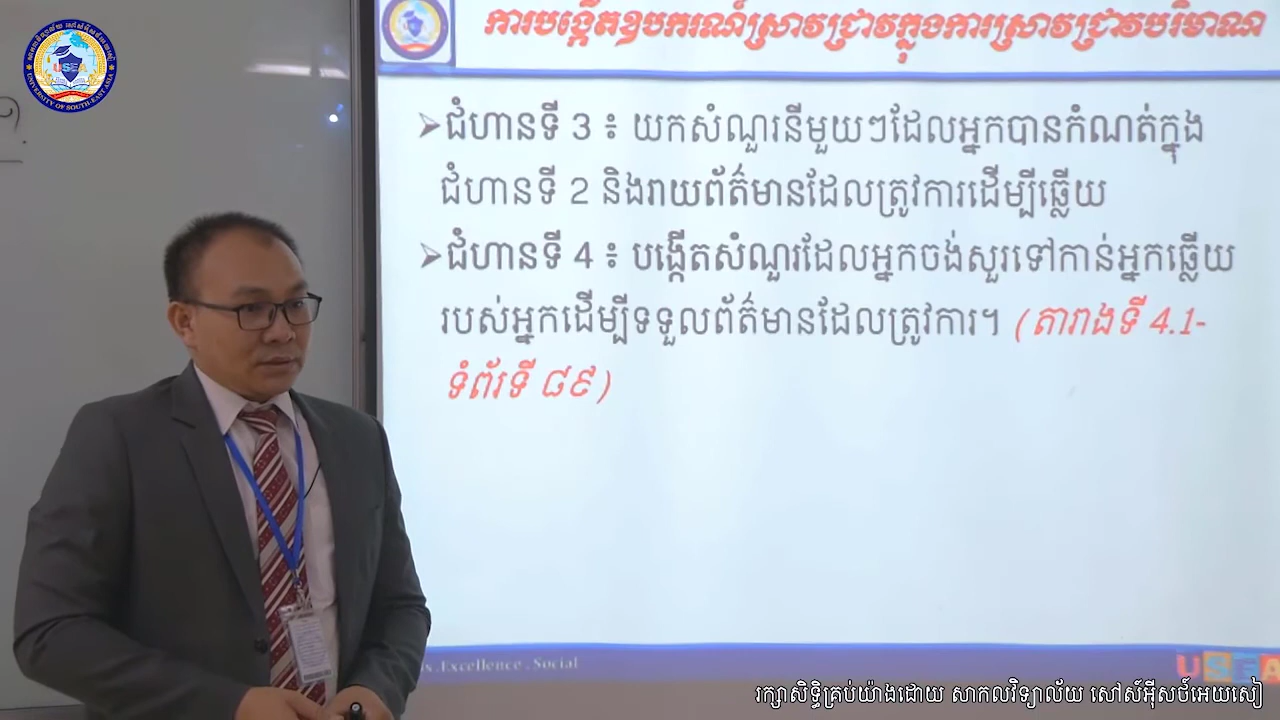 ការបង្កើតឧបករណ៍ស្រាវជ្រាវក្នុងការស្រាវជ្រាវបរិមាណ
USEA
UNIVERSITY OF SOUTH-EAST ASIA
➢ជំហានទី 3 ៖ យកសំណួរនីមួយៗដែលអ្នកបានកំណត់ក្នុង
ជំហានទី 2 និងរាយព័ត៌មានដែលត្រូវការដើម្បីឆ្លើយ
➢ជំហានទី 4 ៖ បង្កើតសំណួរដែលអ្នកចង់សួរទៅកាន់អ្នកឆ្លើយ
របស់អ្នកដើម្បីទទួលព័ត៌មានដែលត្រូវការ។ (តារាងទី 4.1-
ទំព័រទី ៨៩)
.Excellence . Social
USEA
រក្សាសិទ្ធិគ្រប់យ៉ាងដោយ សាកលវិទ្យាល័យ សៅស៍អ៊ីសថ៍អេយសៀ